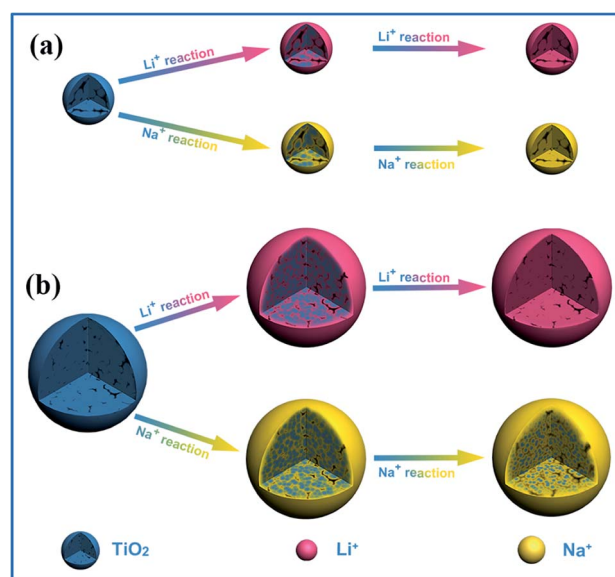 (a)
Li⁺ reaction
Li⁺ reaction
Na⁺ reaction
Na⁺ reaction
(b)
Li⁺ reaction
Li⁺ reaction
Na⁺ reaction
Na⁺ reaction
TiO₂
Li⁺
Na⁺